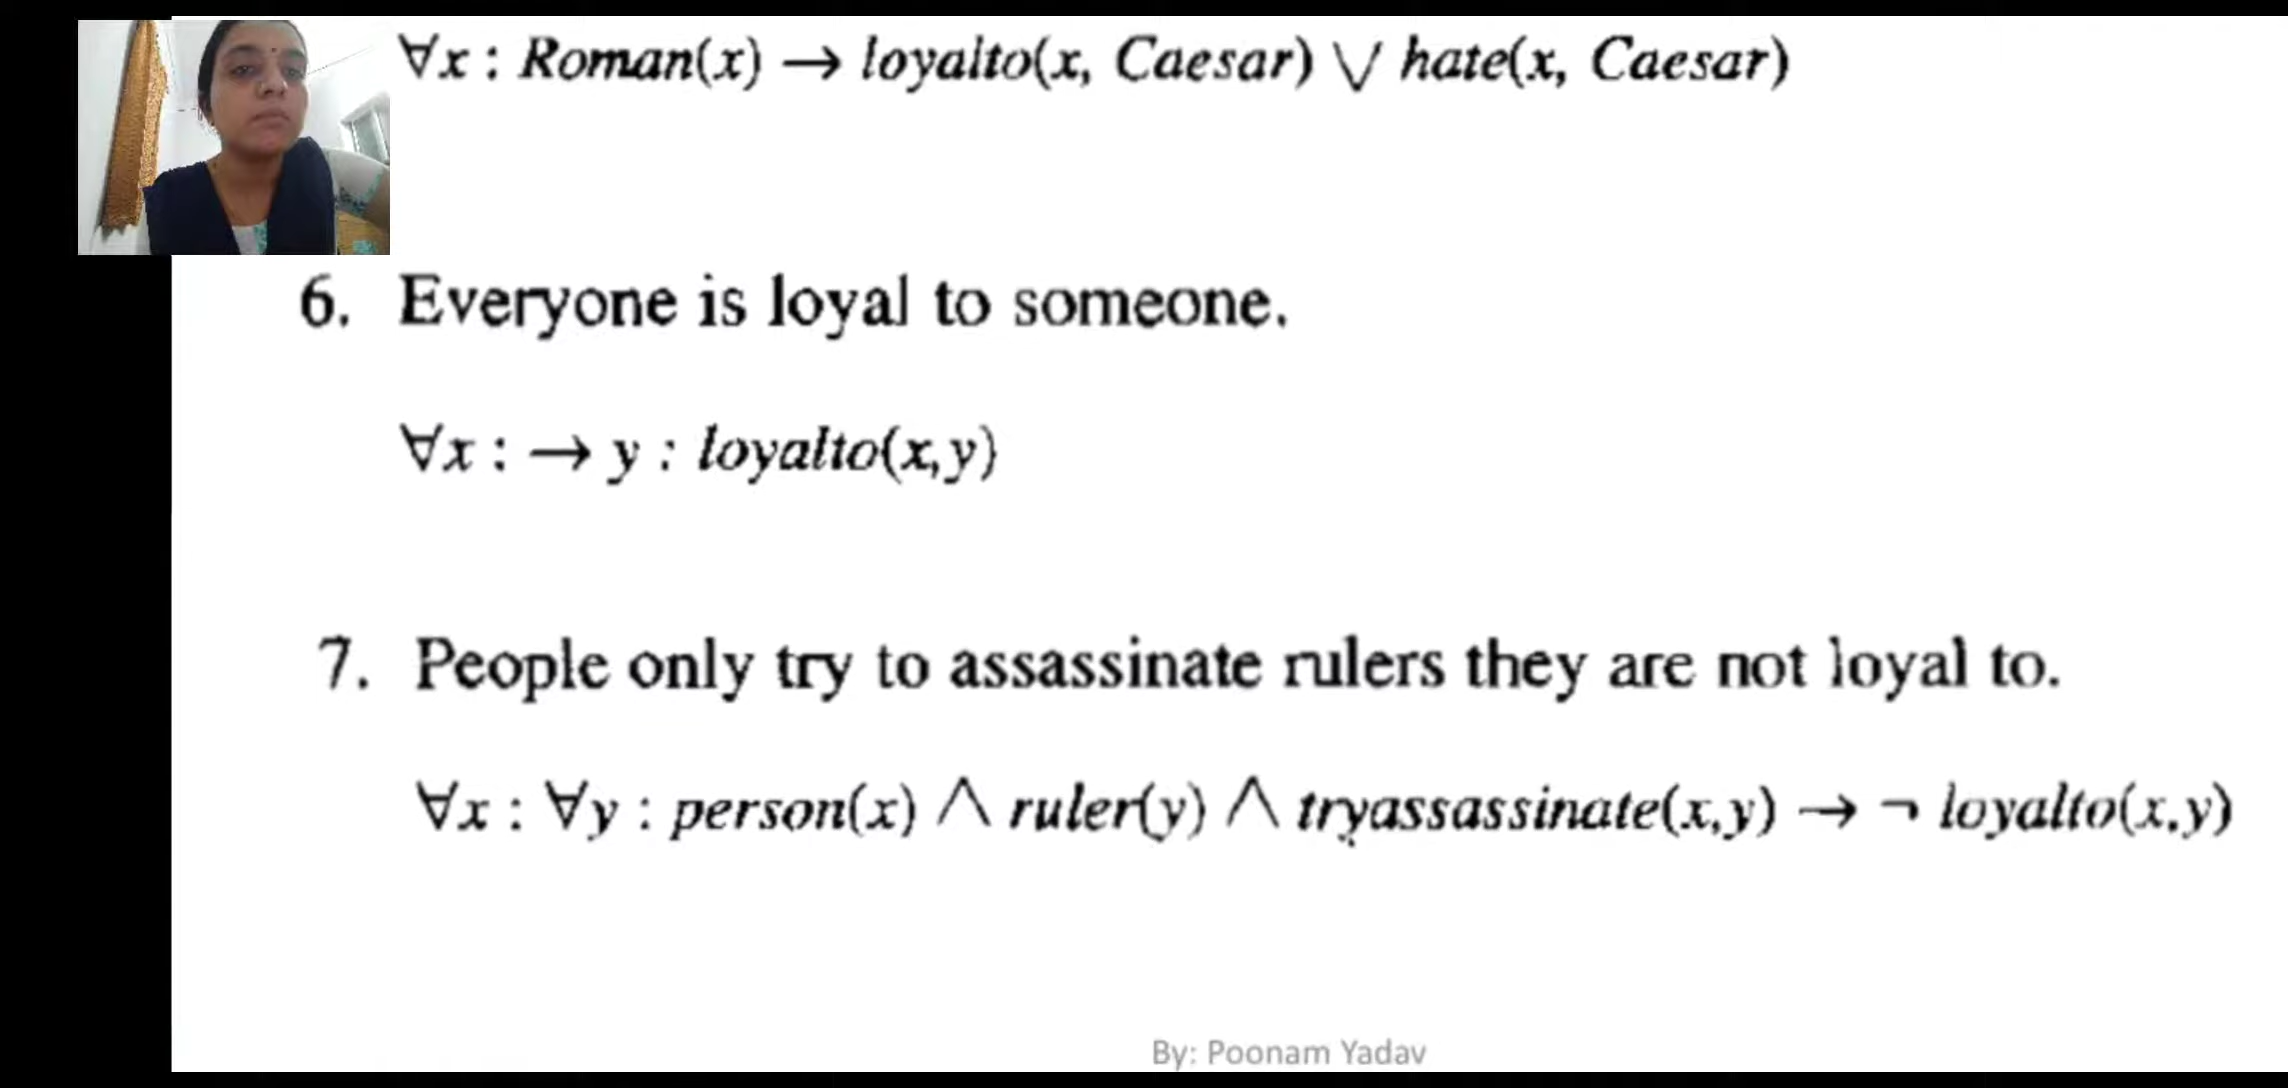 ∀x : Roman(x) → loyalto(x, Caesar) ∨ hate(x, Caesar)
6. Everyone is loyal to someone.
∀x : → y : loyalto(x,y)
7. People only try to assassinate rulers they are not loyal to.
∀x : ∀y : person(x) ∧ ruler(y) ∧ tryassassinate(x,y) → ¬ loyalto(x,y)
By: Poonam Yadav